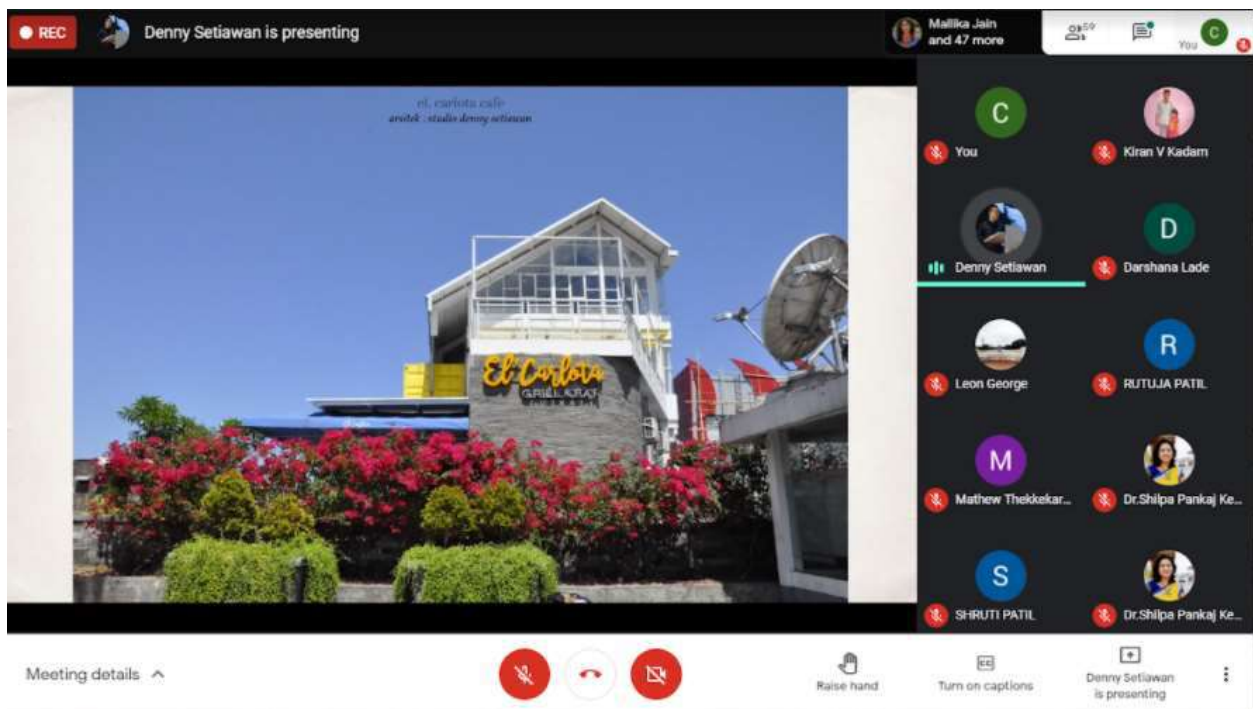 REC
Denny Setiawan is presenting
Mallika Jain
and 47 more
59
You
C
el. carlota cafe
arsitek : studio denny setiawan
El Carlota
C
You
Kiran V Kadam
Denny Setiawan
D
Darshana Lade
Leon George
R
RUTUJA PATIL
M
Mathew Thekkekar...
Dr.Shilpa Pankaj Ke...
S
SHRUTI PATIL
Dr.Shilpa Pankaj Ke...
Meeting details
Raise hand
Turn on captions
Denny Setiawan
is presenting